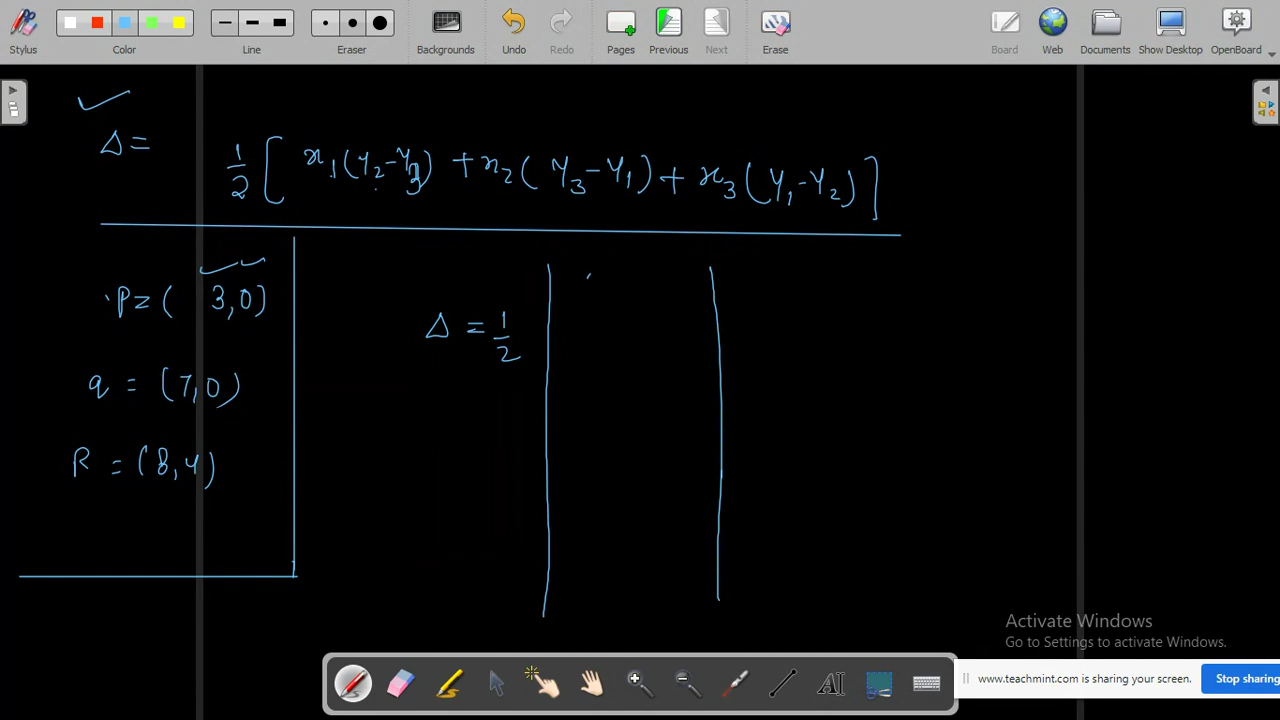 Stylus Color Line Eraser Backgrounds Undo Redo Pages Previous Next Erase Board Web Documents Show Desktop OpenBoard
Δ = 1/2 [ x₁(y₂-y₃) + x₂(y₃-y₁) + x₃(y₁-y₂) ]
P = (3,0)
Δ = 1/2
q = (7,0)
R = (8,4)
Activate Windows
Go to Settings to activate Windows.
AI
www.teachmint.com is sharing your screen. Stop sharing